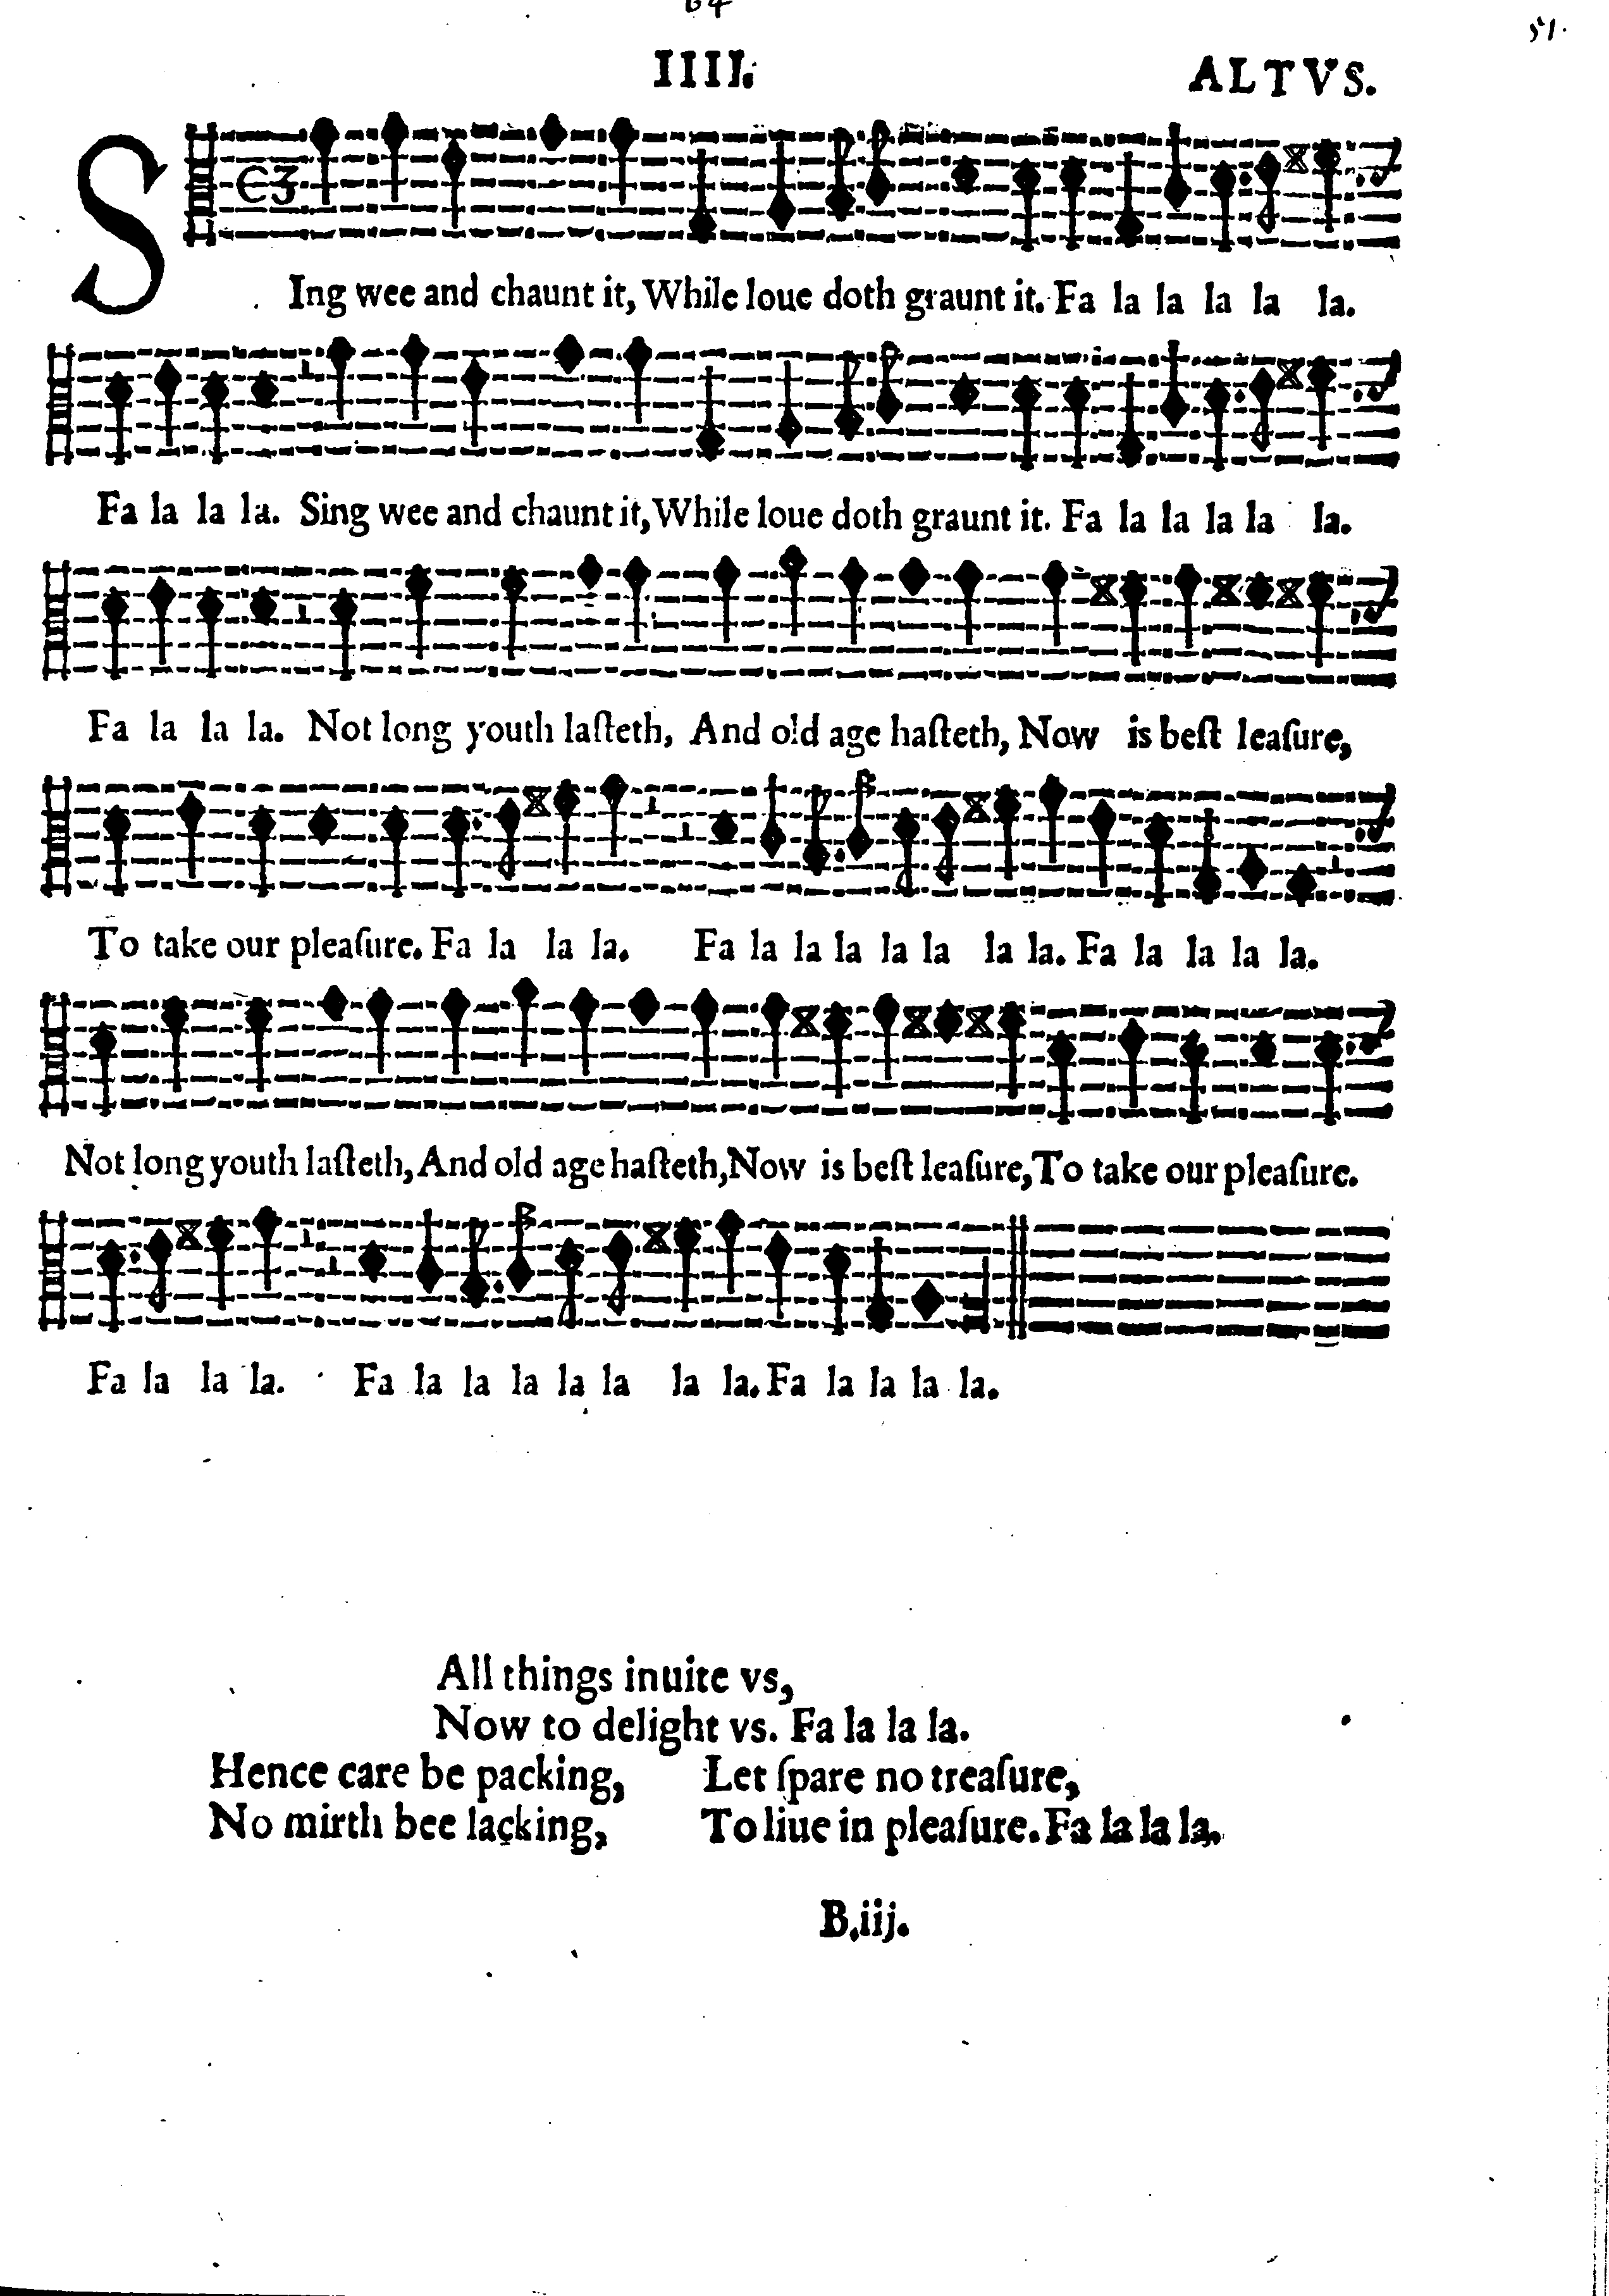 64
51.
IIII. ALTVS.
SIng wee and chaunt it, While loue doth graunt it. Fa la la la la la.
Fa la la la. Sing wee and chaunt it, While loue doth graunt it. Fa la la la la la.
Fa la la la. Not long youth laſteth, And old age haſteth, Now is beſt leaſure,
To take our pleaſure. Fa la la la. Fa la la la la la la la. Fa la la la la.
Not long youth laſteth, And old age haſteth, Now is beſt leaſure, To take our pleaſure.
Fa la la la. Fa la la la la la la la. Fa la la la la.
All things inuite vs,
Now to delight vs. Fa la la la.
Hence care be packing,
No mirth bee lacking,
Let ſpare no treaſure,
To liue in pleaſure. Fa la la la.
B.iij.